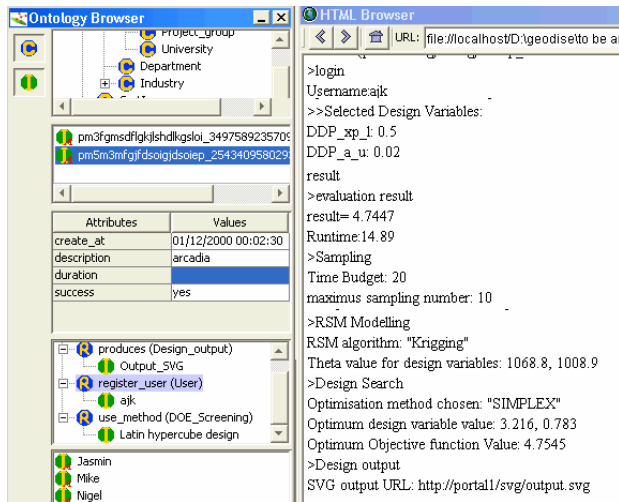 Ontology Browser
Project_group
University
Department
Industry
pm3fgmsdflgkjlshdlkgsloi_3497589235709
pm5m3mfgjfdsoigjdsoiep_2543409580293
Attributes Values
create_at 01/12/2000 00:02:30
description arcadia
duration
success yes
produces (Design_output)
Output_SVG
register_user (User)
ajk
use_method (DOE_Screening)
Latin hypercube design
Jasmin
Mike
Nigel
HTML Browser
URL: file://localhost/D:\geodise\to be a
>login
Username:ajk
>>Selected Design Variables:
DDP_xp_l: 0.5
DDP_a_u: 0.02
result
>evaluation result
result= 4.7447
Runtime:14.89
>Sampling
Time Budget: 20
maximus sampling number: 10
>RSM Modelling
RSM algorithm: "Krigging"
Theta value for design variables: 1068.8, 1008.9
>Design Search
Optimisation method chosen: "SIMPLEX"
Optimum design variable value: 3.216, 0.783
Optimum Objective function Value: 4.7545
>Design output
SVG output URL: http://portal1/svg/output.svg